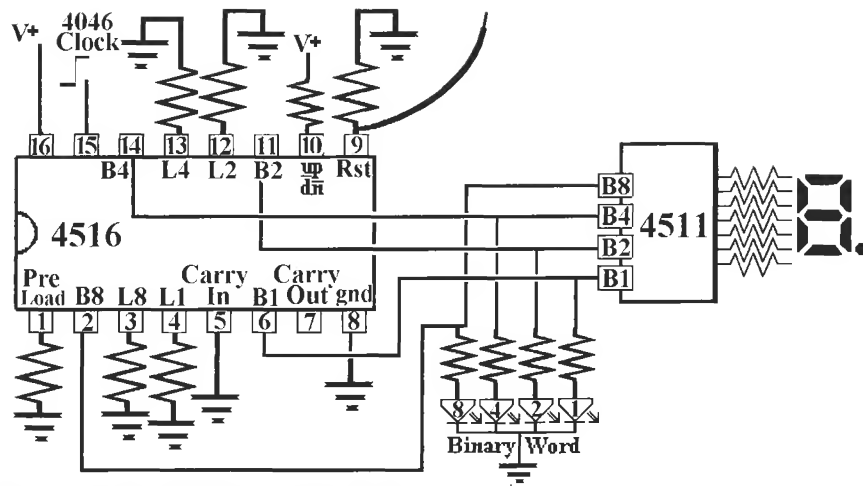 4046
V+ Clock V+
16 15 14 13 12 11 10 9
B4 L4 L2 B2 up Rst
dn
4516
4511
B8
B4
B2
B1
Pre Carry Carry
Load B8 L8 L1 In B1 Out gnd
1 2 3 4 5 6 7 8
8 4 2 1
Binary Word